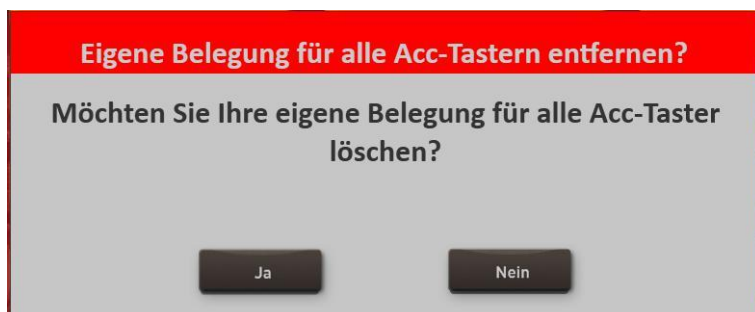 Eigene Belegung für alle Acc-Tastern entfernen?
Möchten Sie Ihre eigene Belegung für alle Acc-Taster
löschen?
Ja
Nein